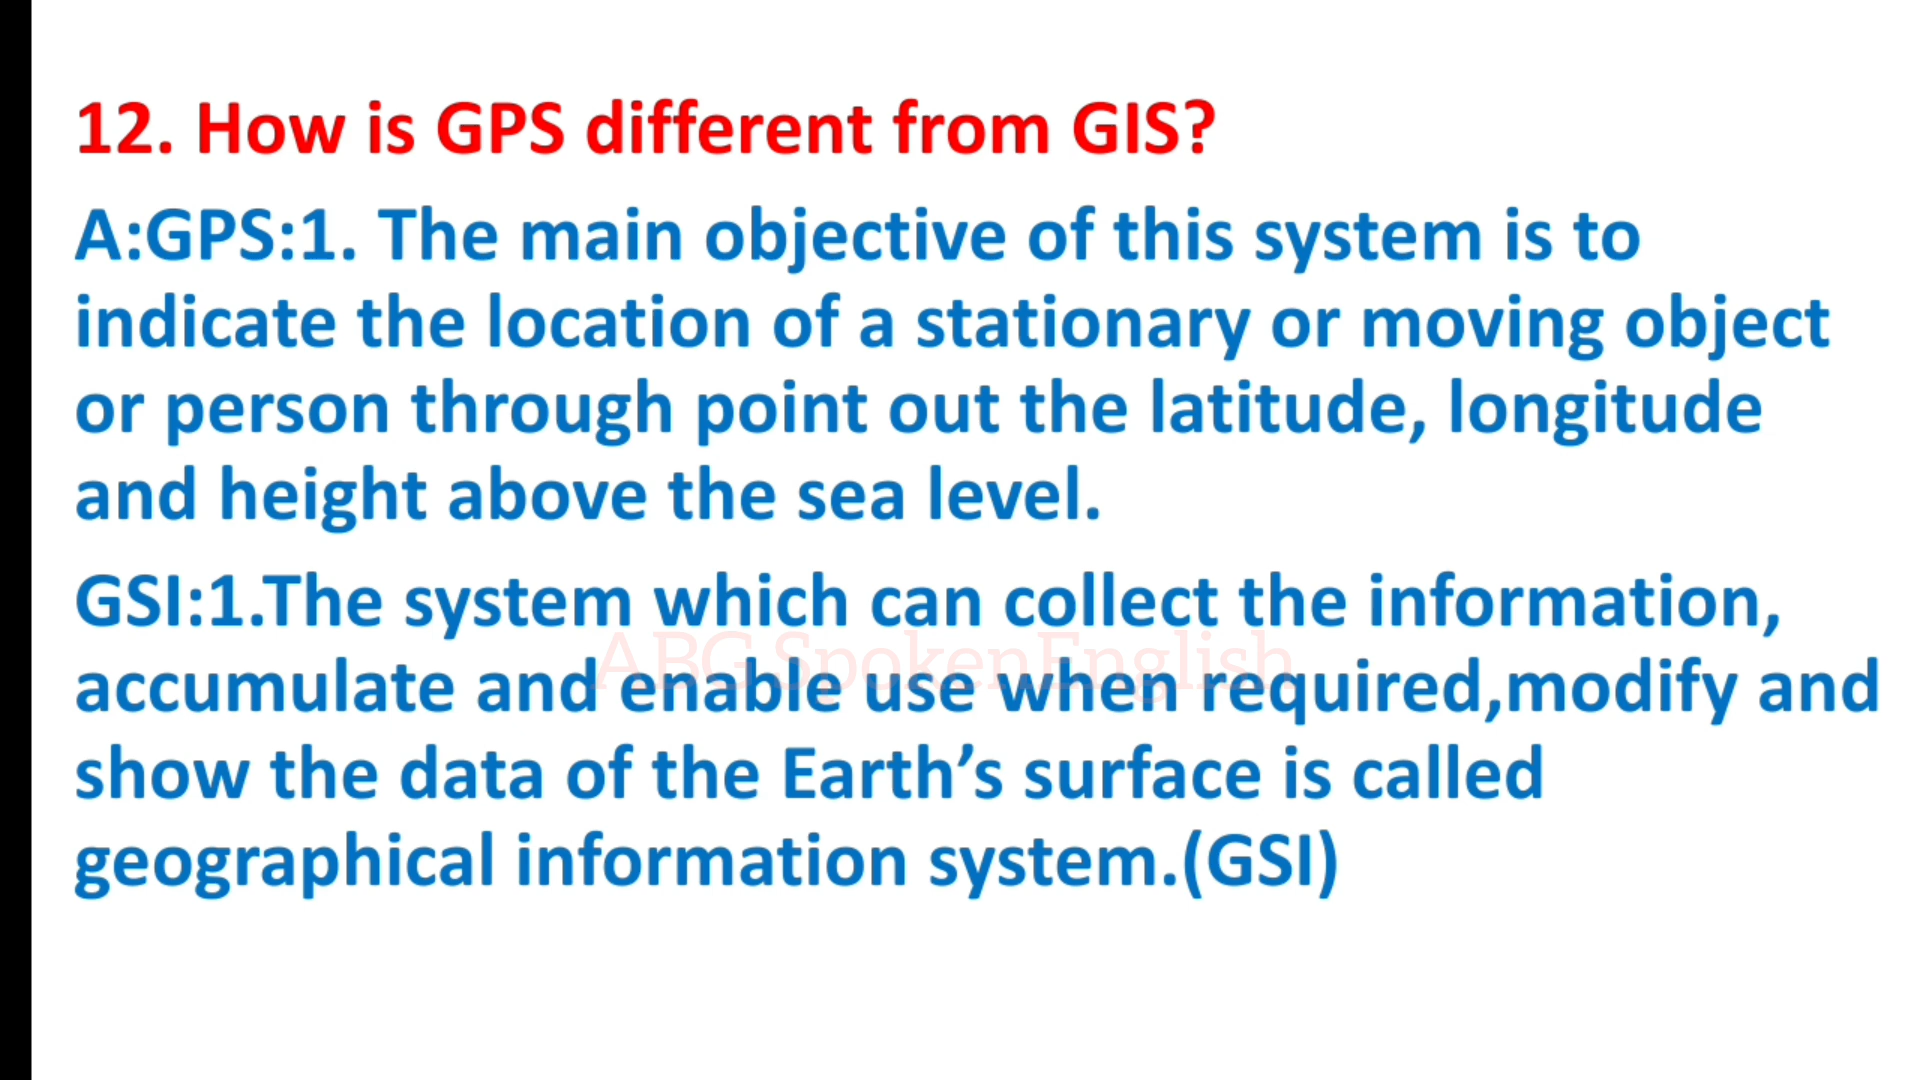 12. How is GPS different from GIS?
A:GPS:1. The main objective of this system is to
indicate the location of a stationary or moving object
or person through point out the latitude, longitude
and height above the sea level.
GSI:1.The system which can collect the information,
ABG SpokenEnglish
accumulate and enable use when required,modify and
show the data of the Earth’s surface is called
geographical information system.(GSI)